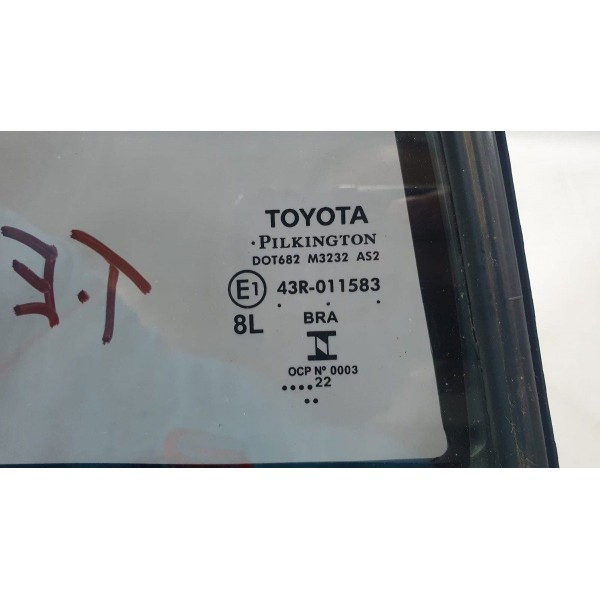 TOYOTA
·PILKINGTON
DOT682 M3232 AS2
E1 43R-011583
8L BRA
OCP Nº 0003
....22
..
T.E